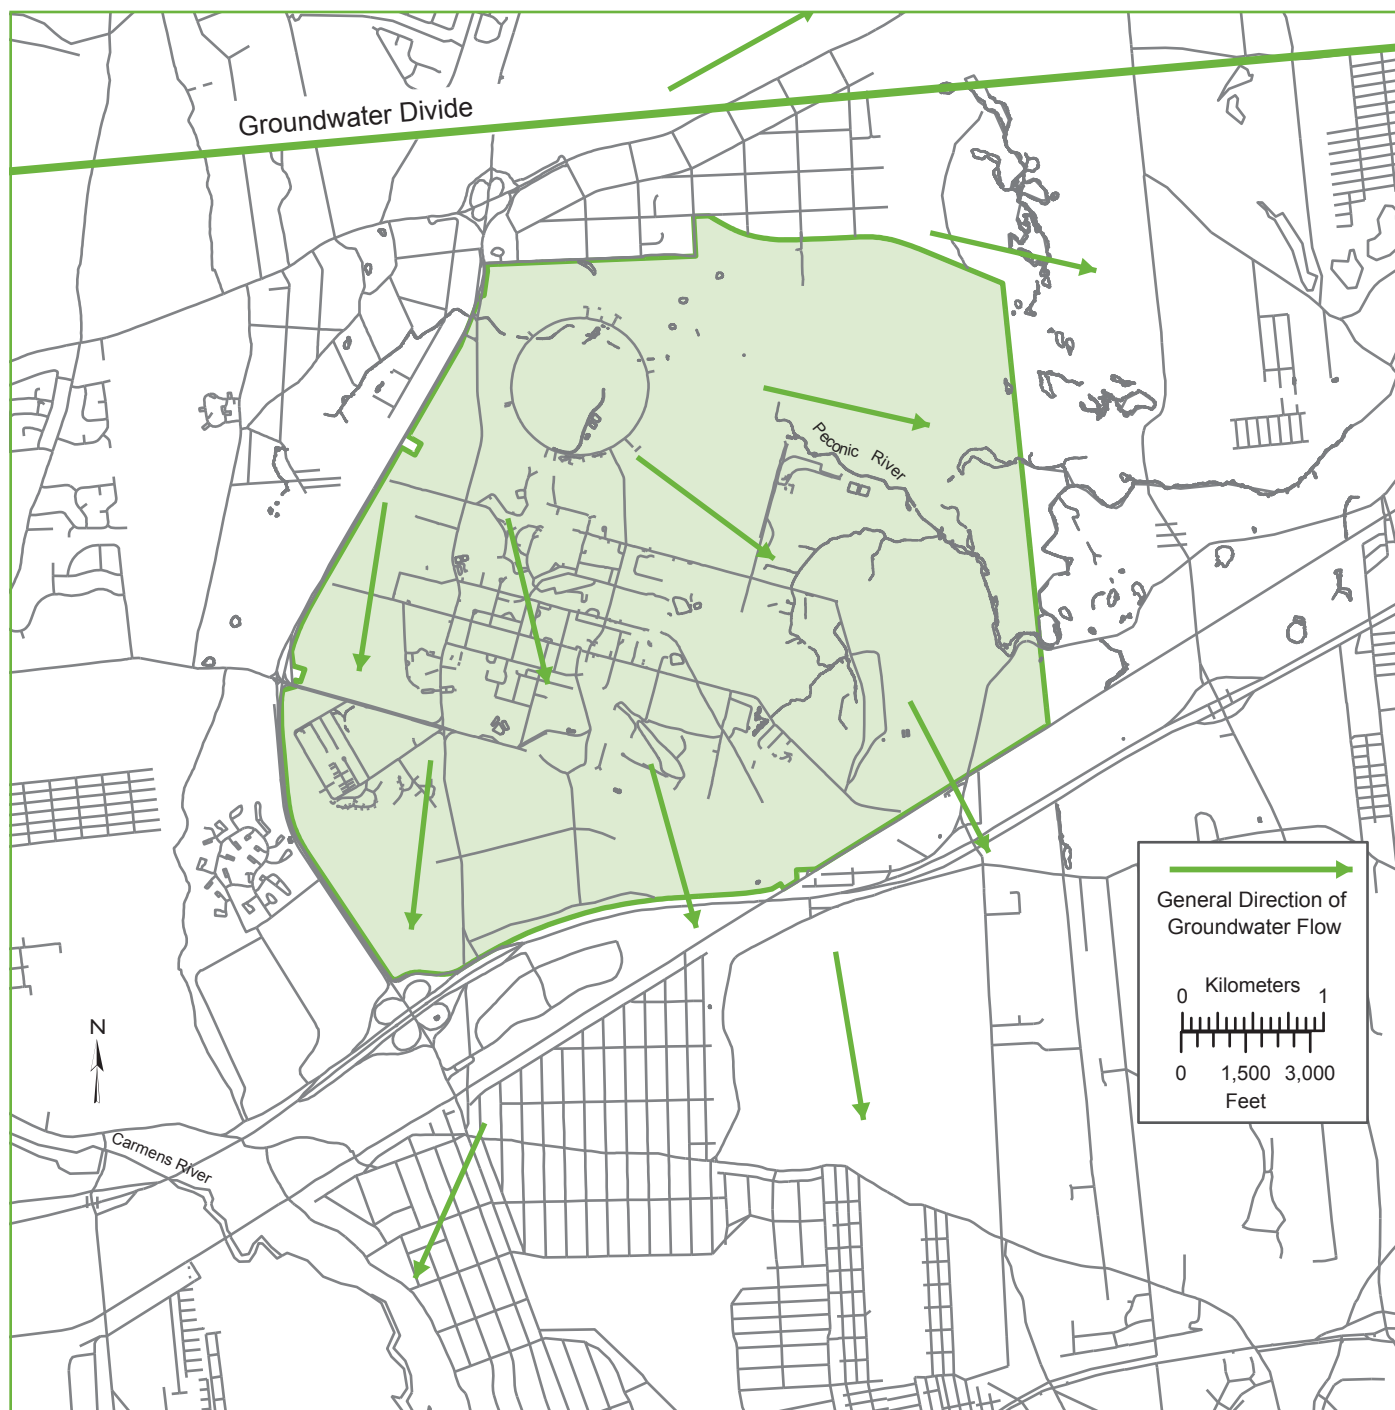 Groundwater Divide
Peconic River
General Direction of
Groundwater Flow
Kilometers
0 1
0 1,500 3,000
Feet
N
Carmens River